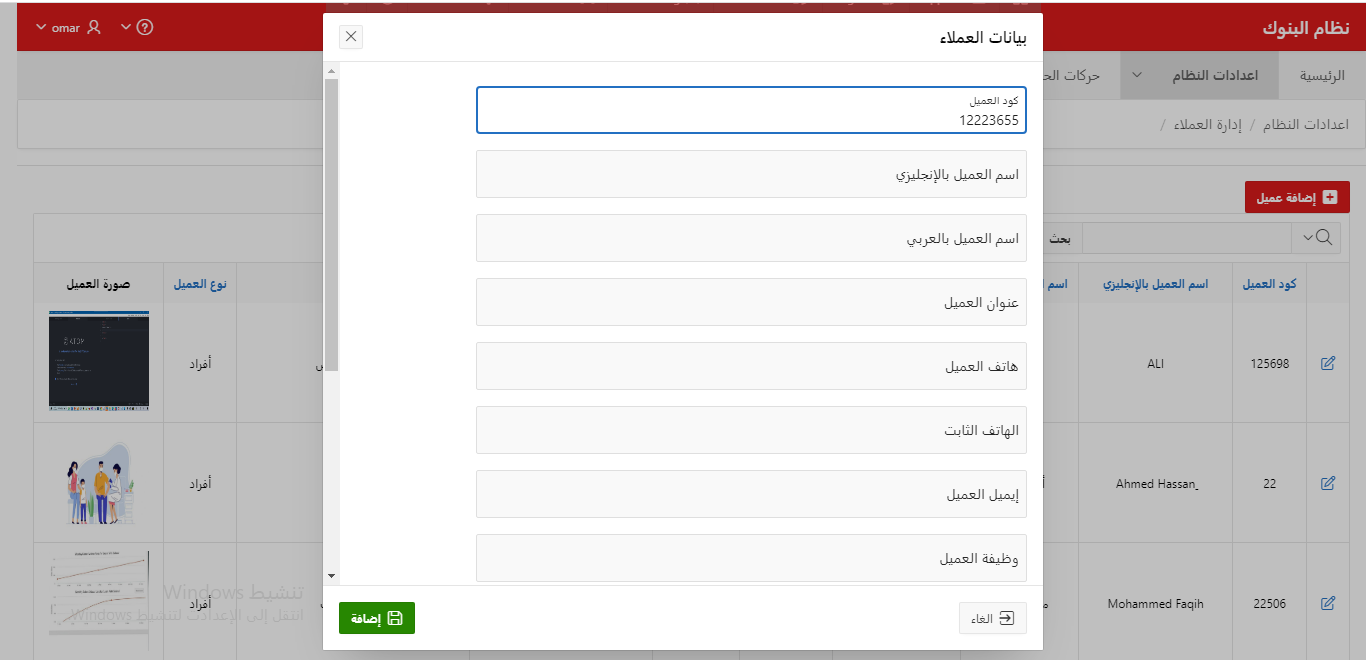 نظام البنوك
omar
الرئيسية
اعدادات النظام
حركات
اعدادات النظام / إدارة العملاء /
إضافة عميل
بحث
كود العميل
اسم العميل بالإنجليزي
اسم
نوع العميل
صورة العميل
125698
ALI
أفراد
22
Ahmed Hassan_
أفراد
22506
Mohammed Faqih
أفراد
بيانات العملاء
كود العميل
12223655
اسم العميل بالإنجليزي
اسم العميل بالعربي
عنوان العميل
هاتف العميل
الهاتف الثابت
إيميل العميل
وظيفة العميل
الغاء
إضافة
تنشيط Windows
انتقل إلى الإعدادات لتنشيط Windows